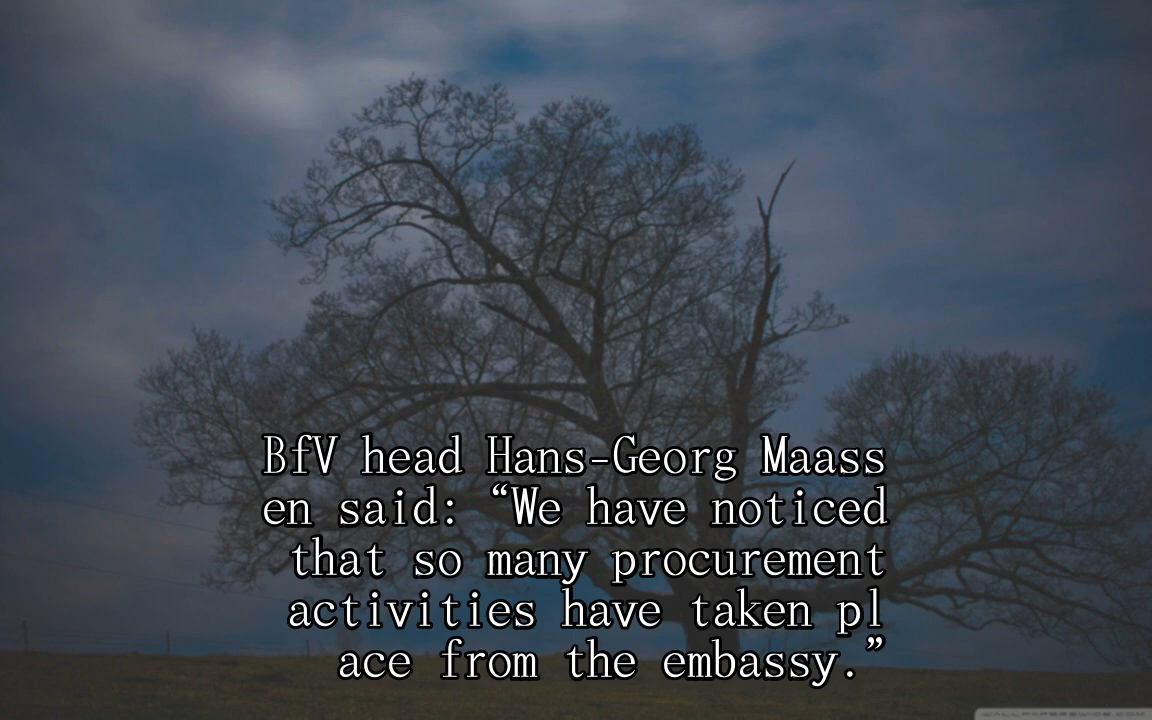 BfV head Hans-Georg Maass
en said: “We have noticed
that so many procurement
activities have taken pl
ace from the embassy.”